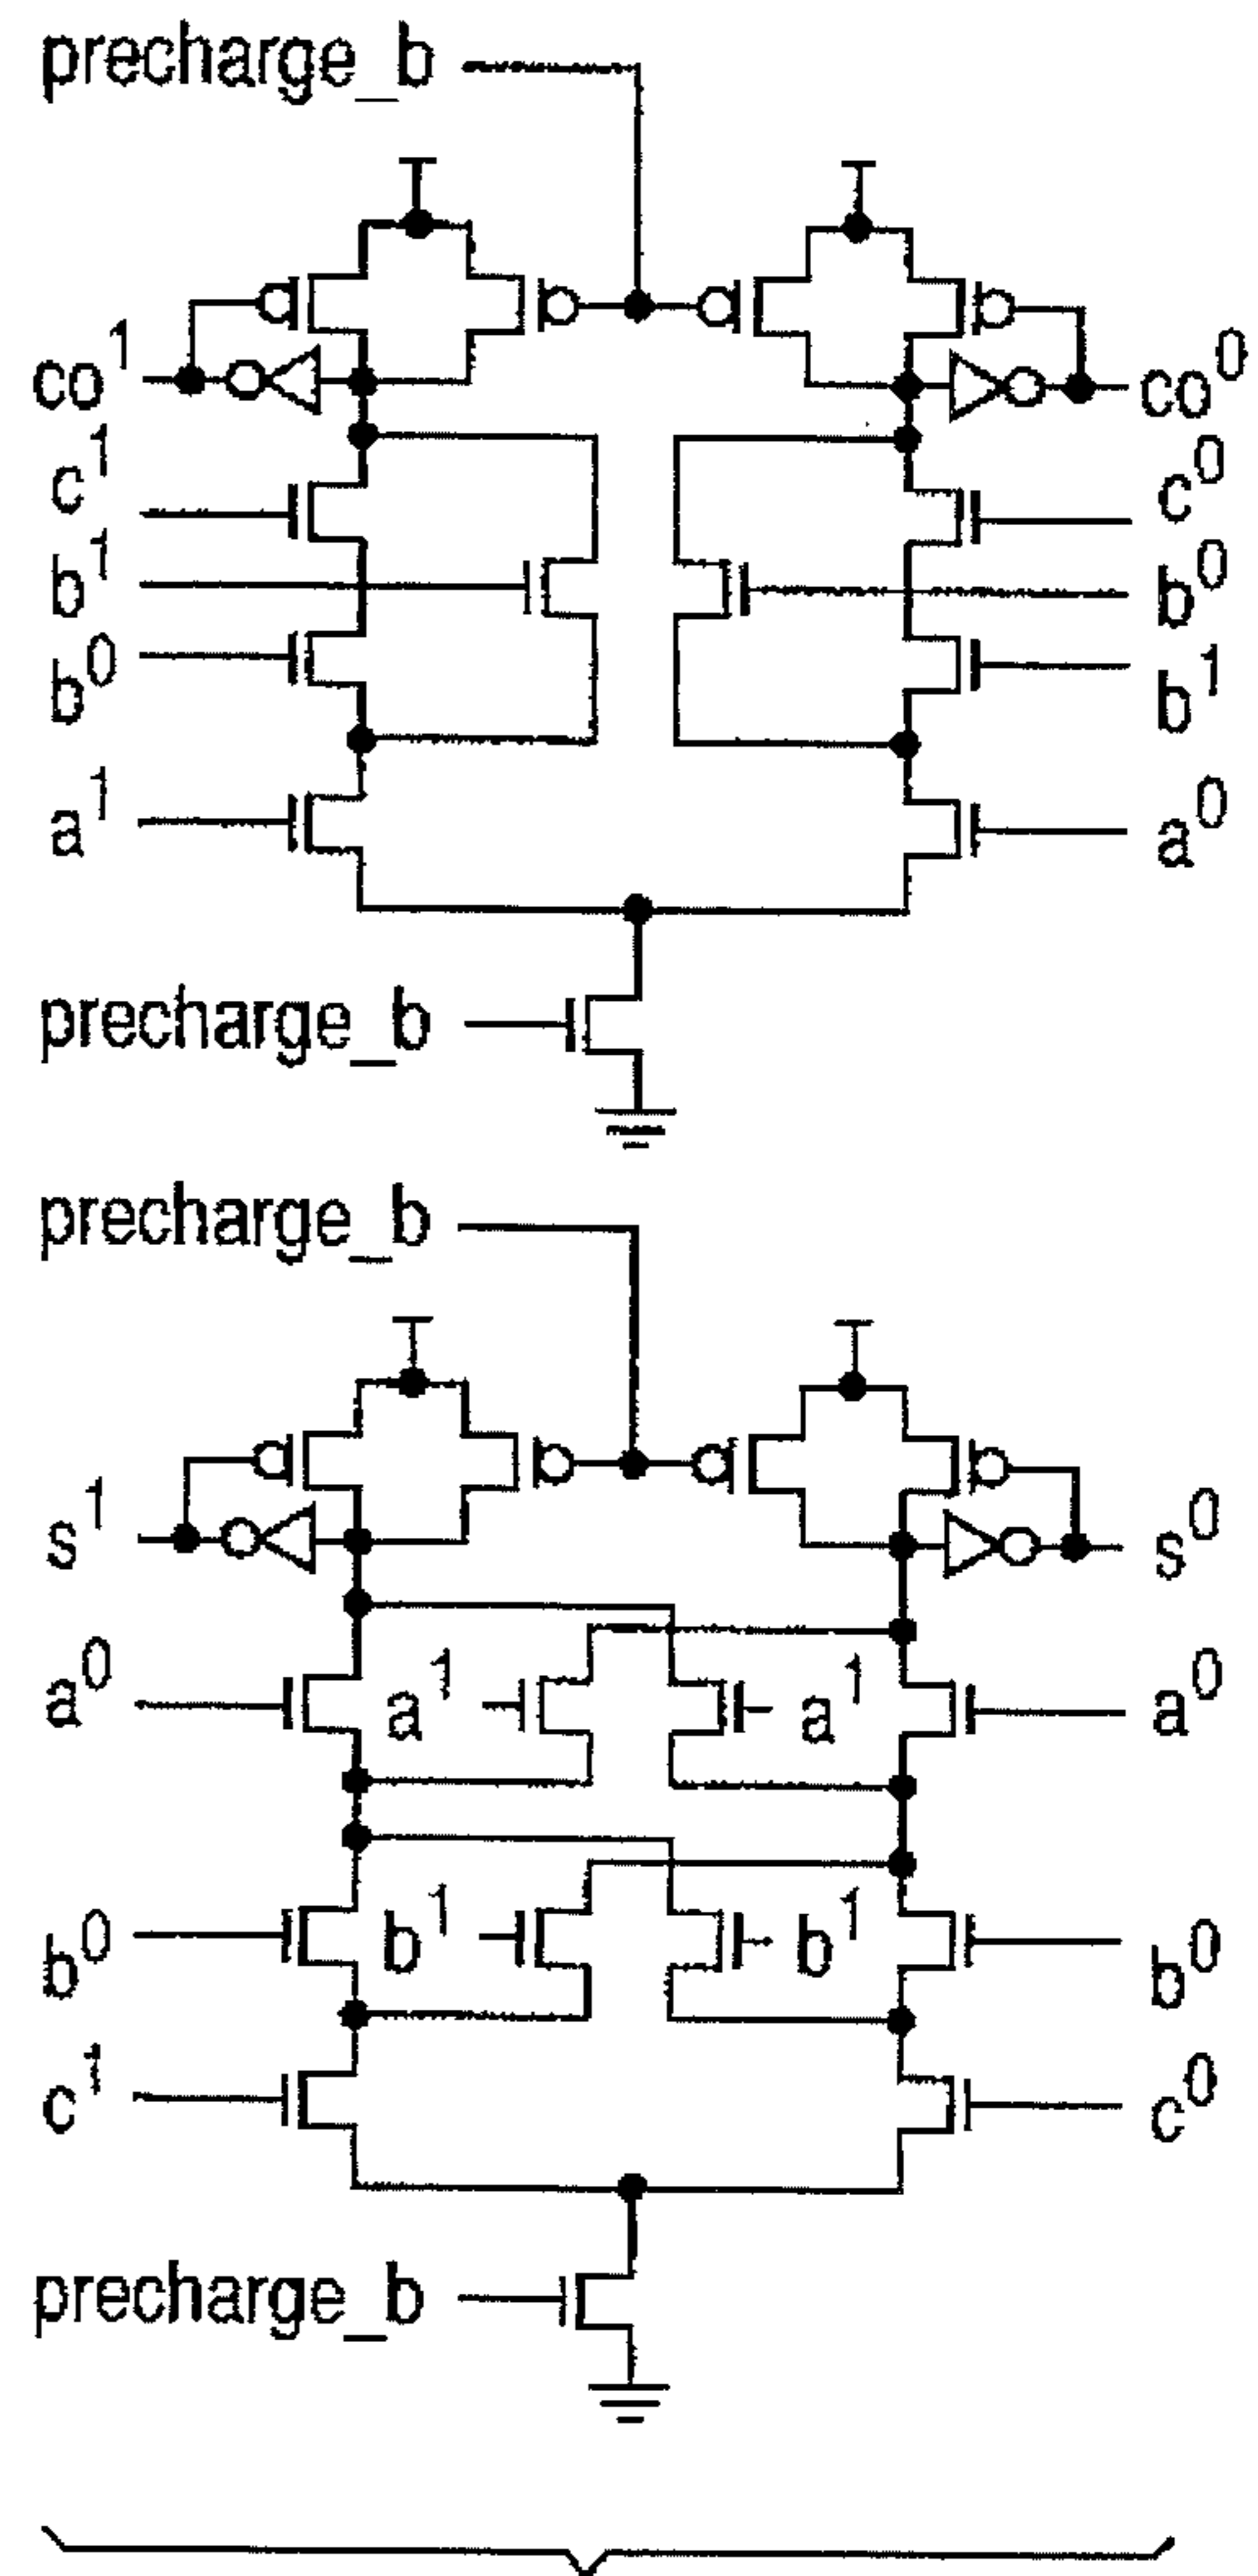 precharge_b
co¹ co⁰
c¹ c⁰
b¹ b⁰
b⁰ b¹
a¹ a⁰
precharge_b
precharge_b
s¹ s⁰
a⁰ a¹ a¹ a⁰
b⁰ b¹ b¹ b⁰
c¹ c⁰
precharge_b